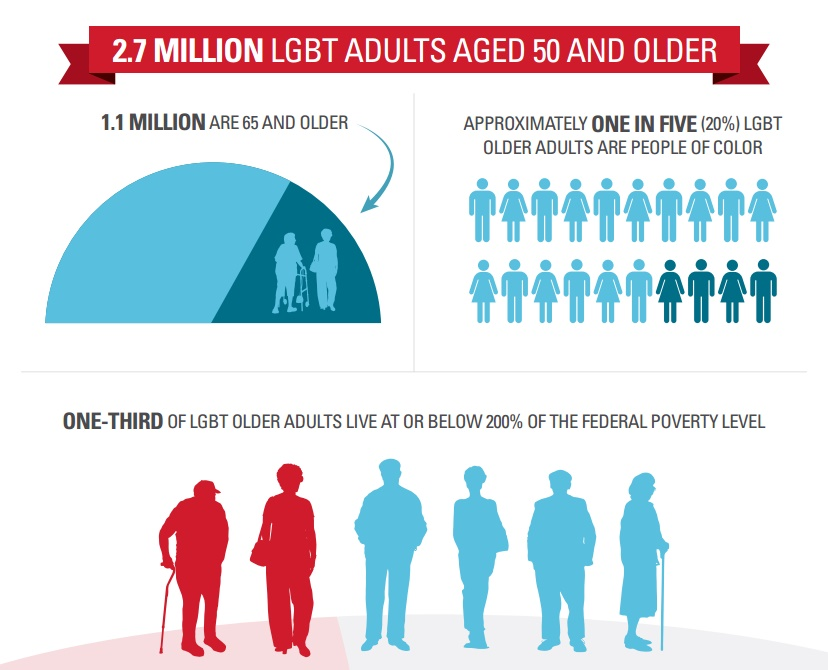 2.7 MILLION LGBT ADULTS AGED 50 AND OLDER
1.1 MILLION ARE 65 AND OLDER
APPROXIMATELY ONE IN FIVE (20%) LGBT
OLDER ADULTS ARE PEOPLE OF COLOR
ONE-THIRD OF LGBT OLDER ADULTS LIVE AT OR BELOW 200% OF THE FEDERAL POVERTY LEVEL